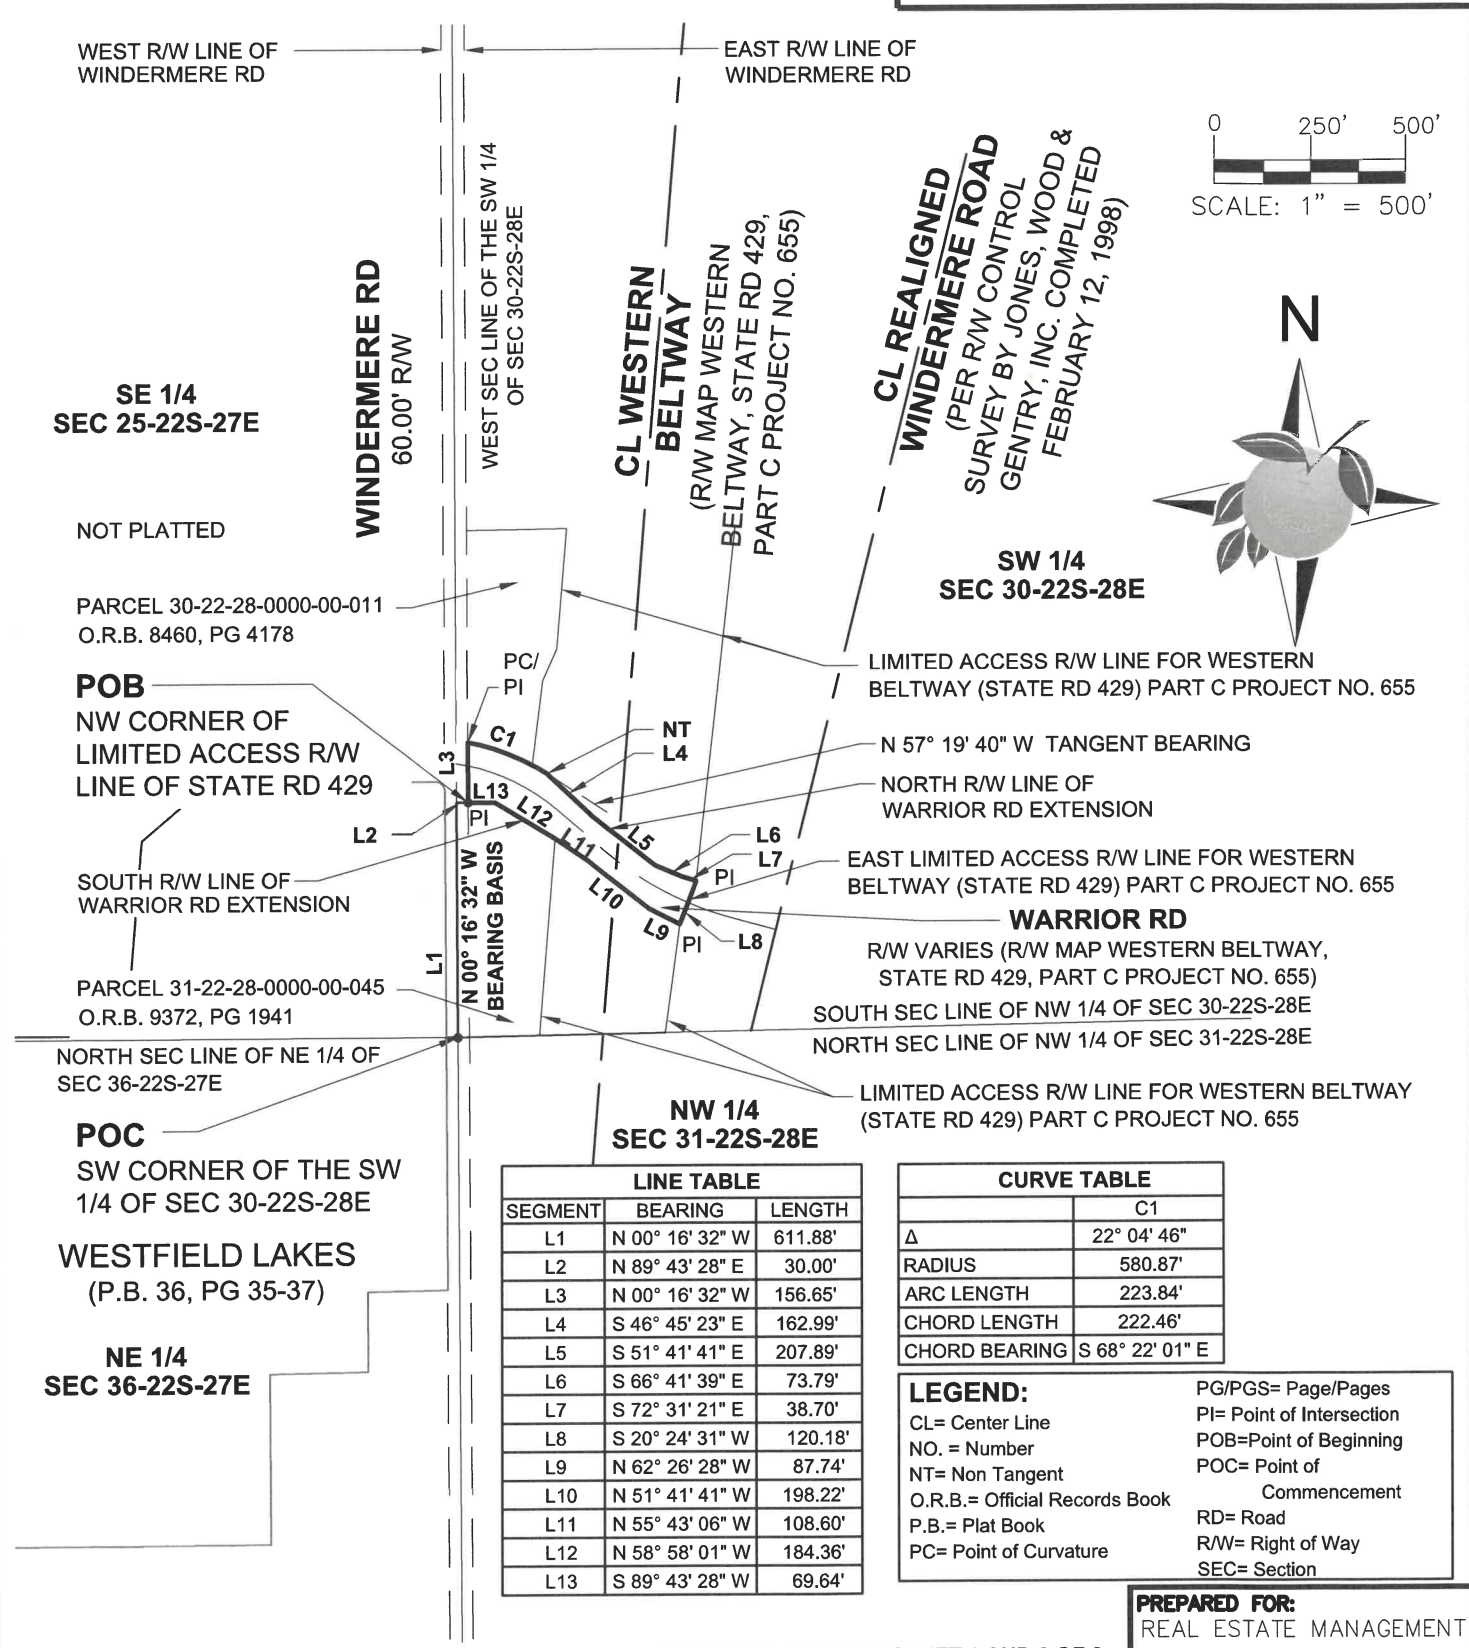 WEST R/W LINE OF
WINDERMERE RD
EAST R/W LINE OF
WINDERMERE RD
0 250' 500'
SCALE: 1" = 500'
N
WINDERMERE RD
60.00' R/W
WEST SEC LINE OF THE SW 1/4
OF SEC 30-22S-28E
CL WESTERN
BELTWAY
(R/W MAP WESTERN
BELTWAY, STATE RD 429,
PART C PROJECT NO. 655)
CL REALIGNED
WINDERMERE ROAD
(PER R/W CONTROL
SURVEY BY JONES, WOOD &
GENTRY, INC. COMPLETED
FEBRUARY 12, 1998)
SE 1/4
SEC 25-22S-27E
NOT PLATTED
SW 1/4
SEC 30-22S-28E
PARCEL 30-22-28-0000-00-011
O.R.B. 8460, PG 4178
LIMITED ACCESS R/W LINE FOR WESTERN
BELTWAY (STATE RD 429) PART C PROJECT NO. 655
PC/
PI
POB
NW CORNER OF
LIMITED ACCESS R/W
LINE OF STATE RD 429
C1
NT
L4
N 57° 19' 40" W TANGENT BEARING
NORTH R/W LINE OF
WARRIOR RD EXTENSION
L3
L13
PI
L12
L2
L11
L5
L6
L7
PI
EAST LIMITED ACCESS R/W LINE FOR WESTERN
BELTWAY (STATE RD 429) PART C PROJECT NO. 655
SOUTH R/W LINE OF
WARRIOR RD EXTENSION
L10
L9
PI
L8
WARRIOR RD
R/W VARIES (R/W MAP WESTERN BELTWAY,
STATE RD 429, PART C PROJECT NO. 655)
L1
N 00° 16' 32" W
BEARING BASIS
PARCEL 31-22-28-0000-00-045
O.R.B. 9372, PG 1941
SOUTH SEC LINE OF NW 1/4 OF SEC 30-22S-28E
NORTH SEC LINE OF NW 1/4 OF SEC 31-22S-28E
NORTH SEC LINE OF NE 1/4 OF
SEC 36-22S-27E
LIMITED ACCESS R/W LINE FOR WESTERN BELTWAY
(STATE RD 429) PART C PROJECT NO. 655
NW 1/4
SEC 31-22S-28E
POC
SW CORNER OF THE SW
1/4 OF SEC 30-22S-28E
WESTFIELD LAKES
(P.B. 36, PG 35-37)
NE 1/4
SEC 36-22S-27E
LINE TABLE
SEGMENT BEARING LENGTH
L1 N 00° 16' 32" W 611.88'
L2 N 89° 43' 28" E 30.00'
L3 N 00° 16' 32" W 156.65'
L4 S 46° 45' 23" E 162.99'
L5 S 51° 41' 41" E 207.89'
L6 S 66° 41' 39" E 73.79'
L7 S 72° 31' 21" E 38.70'
L8 S 20° 24' 31" W 120.18'
L9 N 62° 26' 28" W 87.74'
L10 N 51° 41' 41" W 198.22'
L11 N 55° 43' 06" W 108.60'
L12 N 58° 58' 01" W 184.36'
L13 S 89° 43' 28" W 69.64'
CURVE TABLE
C1
Δ 22° 04' 46"
RADIUS 580.87'
ARC LENGTH 223.84'
CHORD LENGTH 222.46'
CHORD BEARING S 68° 22' 01" E
LEGEND:
CL= Center Line
NO. = Number
NT= Non Tangent
O.R.B.= Official Records Book
P.B.= Plat Book
PC= Point of Curvature
PG/PGS= Page/Pages
PI= Point of Intersection
POB=Point of Beginning
POC= Point of
Commencement
RD= Road
R/W= Right of Way
SEC= Section
PREPARED FOR:
REAL ESTATE MANAGEMENT